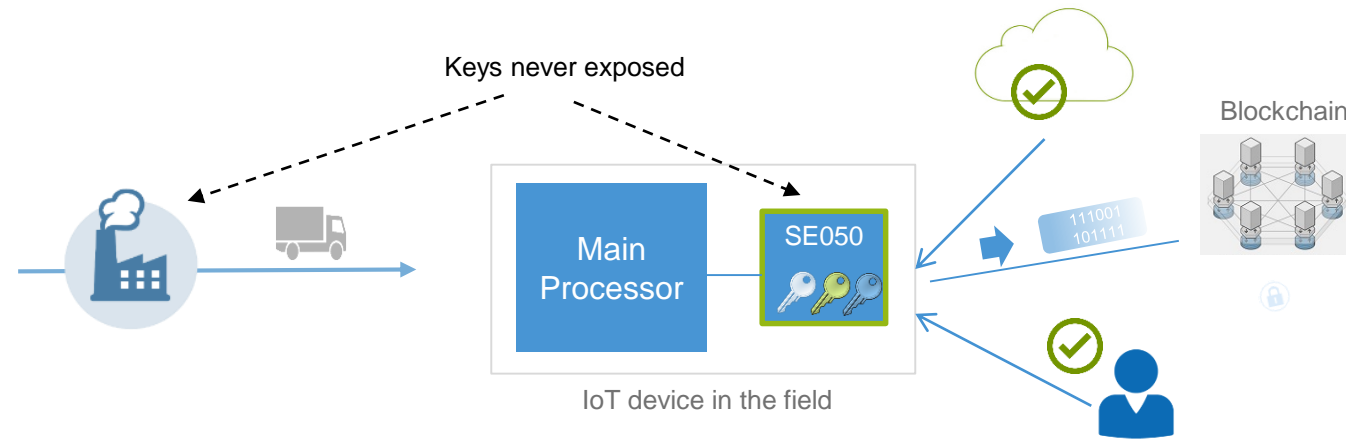 Keys never exposed
Blockchain
111001
101111
SE050
Main
Processor
IoT device in the field